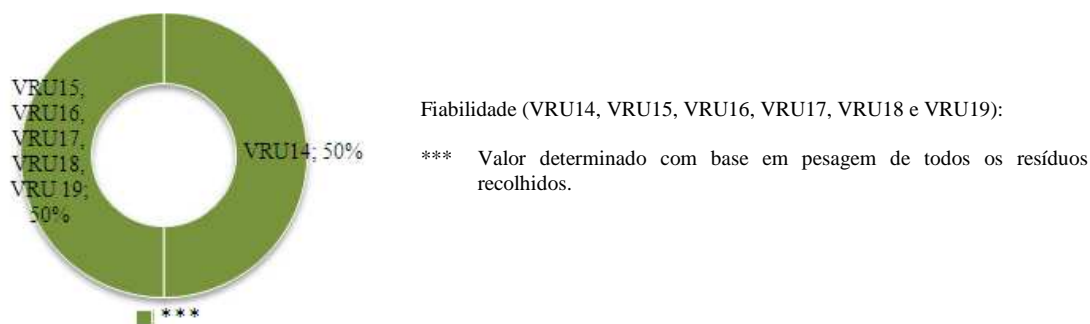 VRU15,
VRU16,
VRU17,
VRU18,
VRU 19;
50%
VRU14; 50%
***
Fiabilidade (VRU14, VRU15, VRU16, VRU17, VRU18 e VRU19):
*** Valor determinado com base em pesagem de todos os resíduos
recolhidos.